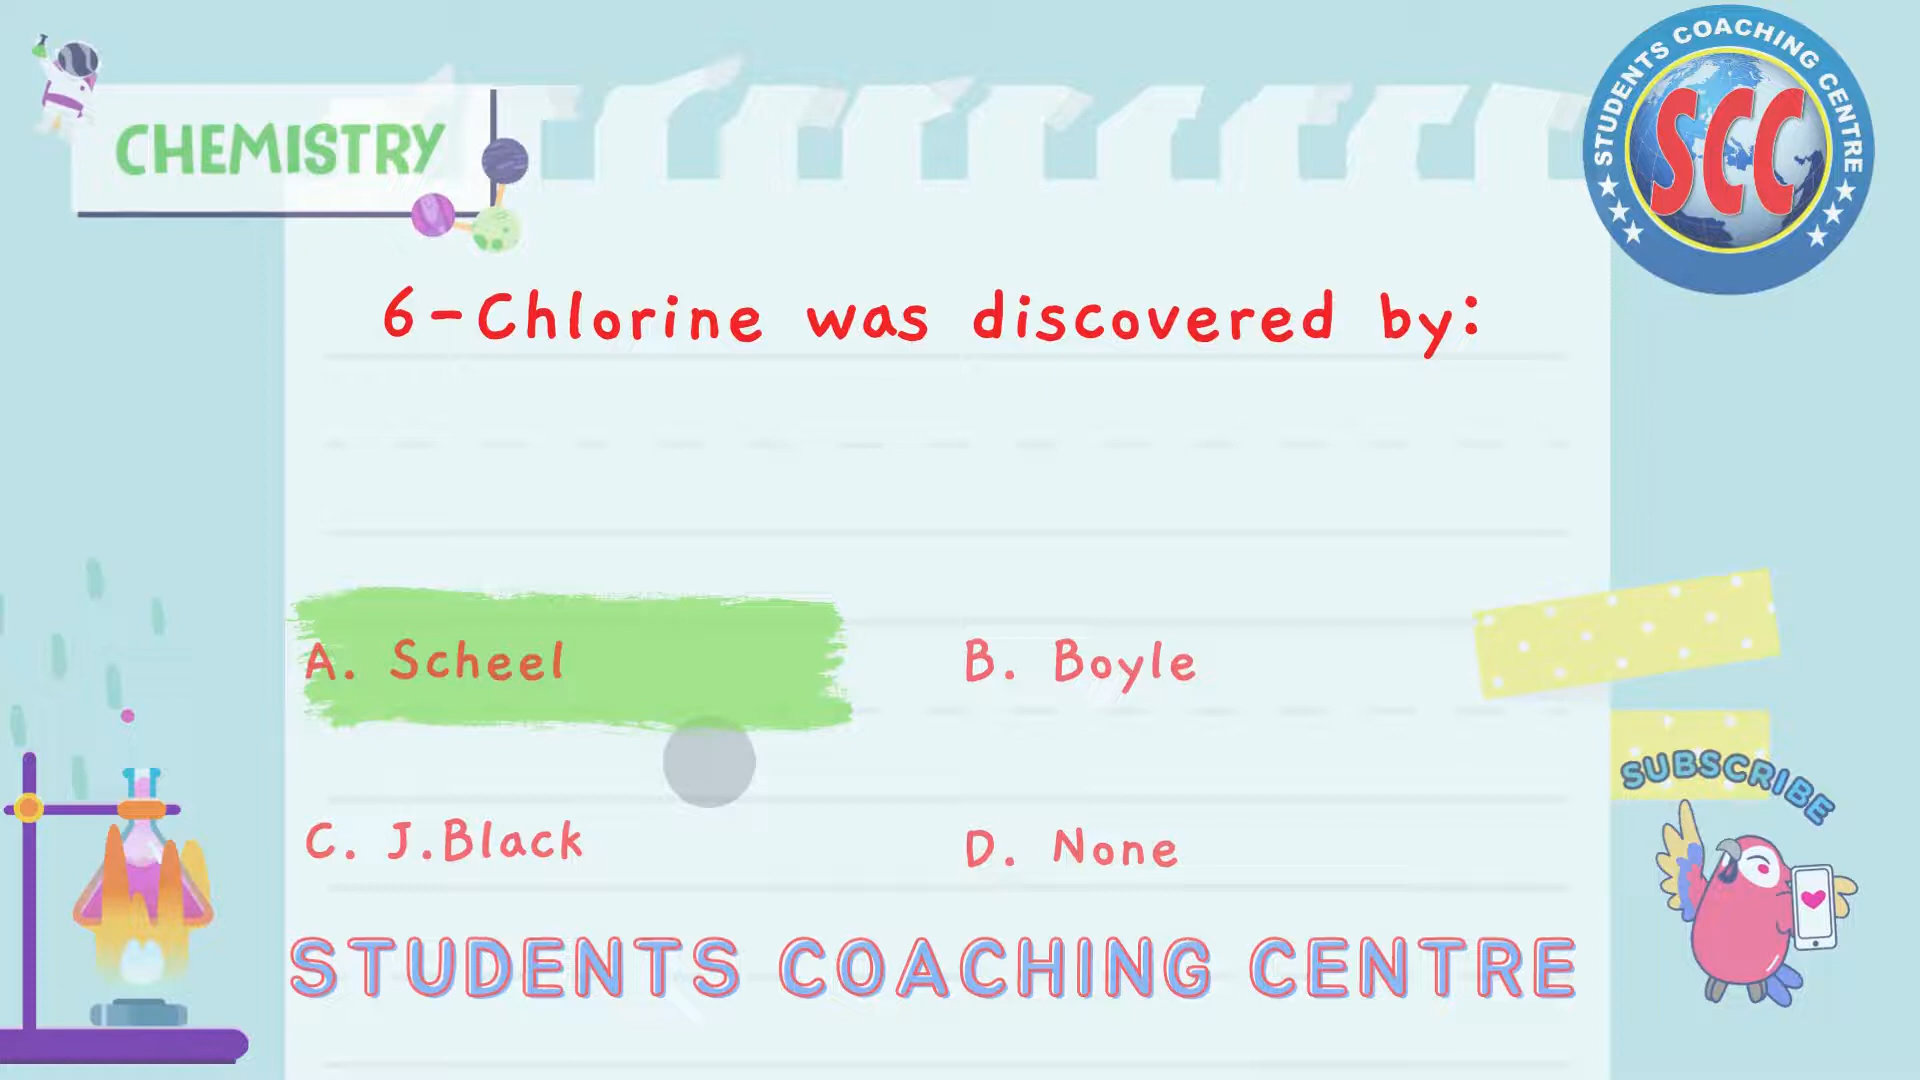 STUDENTS COACHING CENTRE
SCC
CHEMISTRY
6-Chlorine was discovered by:
A. Scheel
B. Boyle
C. J.Black
D. None
SUBSCRIBE
STUDENTS COACHING CENTRE